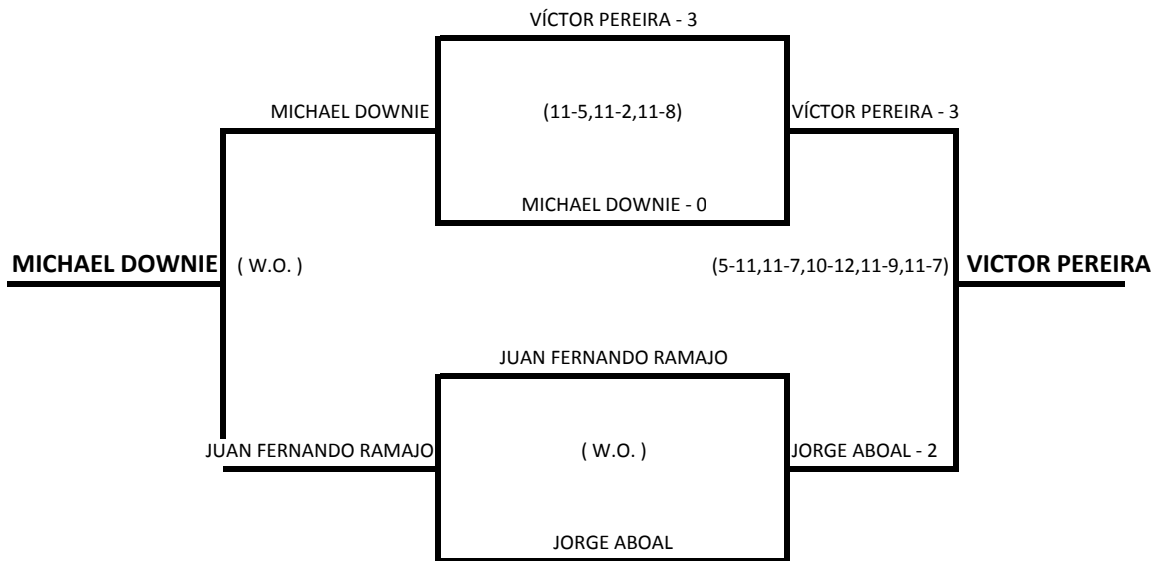 VÍCTOR PEREIRA - 3
MICHAEL DOWNIE
(11-5,11-2,11-8)
VÍCTOR PEREIRA - 3
MICHAEL DOWNIE - 0
MICHAEL DOWNIE
( W.O. )
(5-11,11-7,10-12,11-9,11-7)
VICTOR PEREIRA
JUAN FERNANDO RAMAJO
JUAN FERNANDO RAMAJO
( W.O. )
JORGE ABOAL - 2
JORGE ABOAL